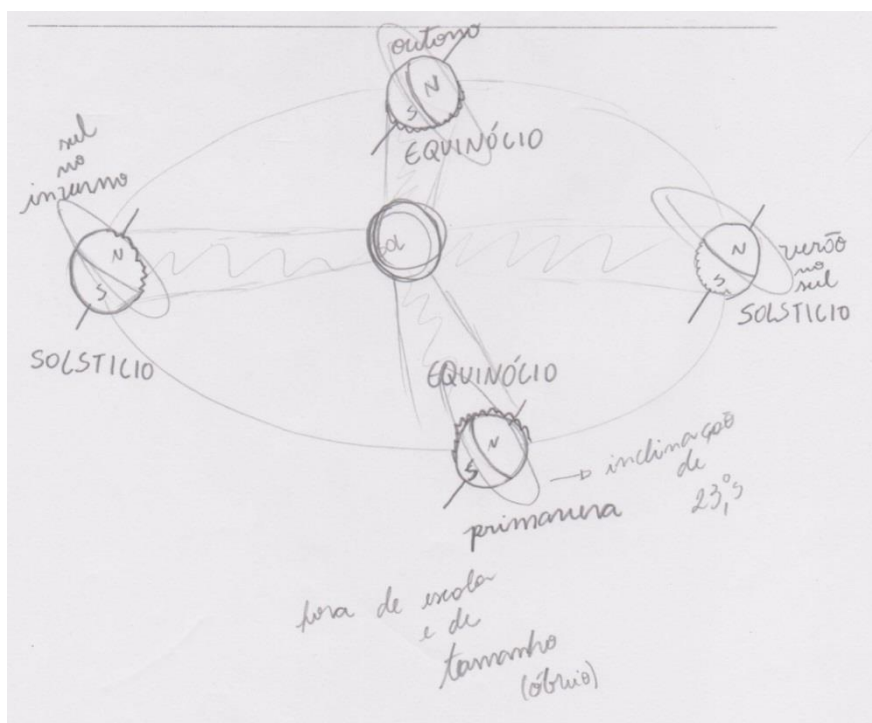 outono
N
S
EQUINÓCIO
sul
no
inverno
N
S
SOLSTICIO
SOL
N
S
verão
no
sul
SOLSTICIO
EQUINÓCIO
N
S
inclinação
de
23,5°
primavera
fora de escala
e de
tamanho
(óbvio)